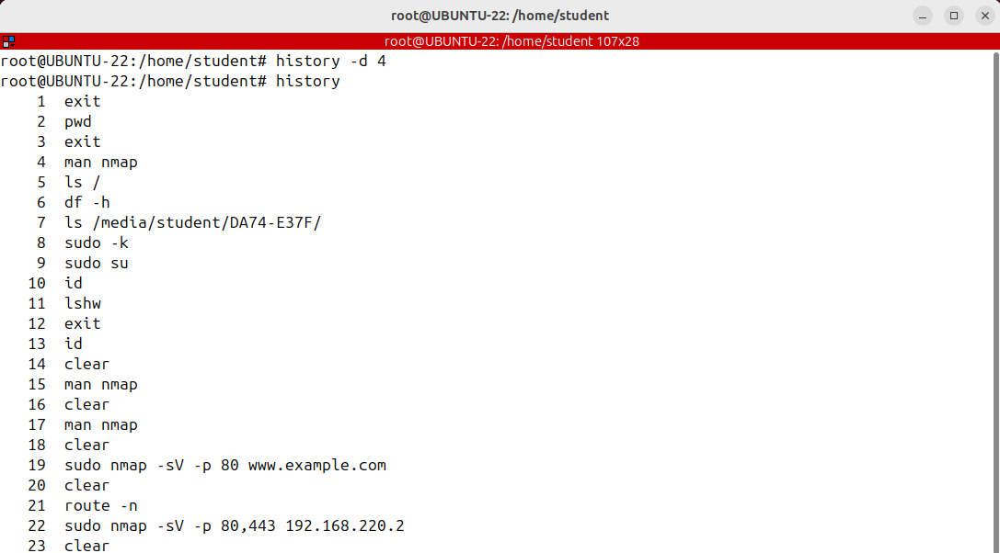 root@UBUNTU-22: /home/student
root@UBUNTU-22: /home/student 107x28
root@UBUNTU-22:/home/student# history -d 4
root@UBUNTU-22:/home/student# history
1 exit
2 pwd
3 exit
4 man nmap
5 ls /
6 df -h
7 ls /media/student/DA74-E37F/
8 sudo -k
9 sudo su
10 id
11 lshw
12 exit
13 id
14 clear
15 man nmap
16 clear
17 man nmap
18 clear
19 sudo nmap -sV -p 80 www.example.com
20 clear
21 route -n
22 sudo nmap -sV -p 80,443 192.168.220.2
23 clear